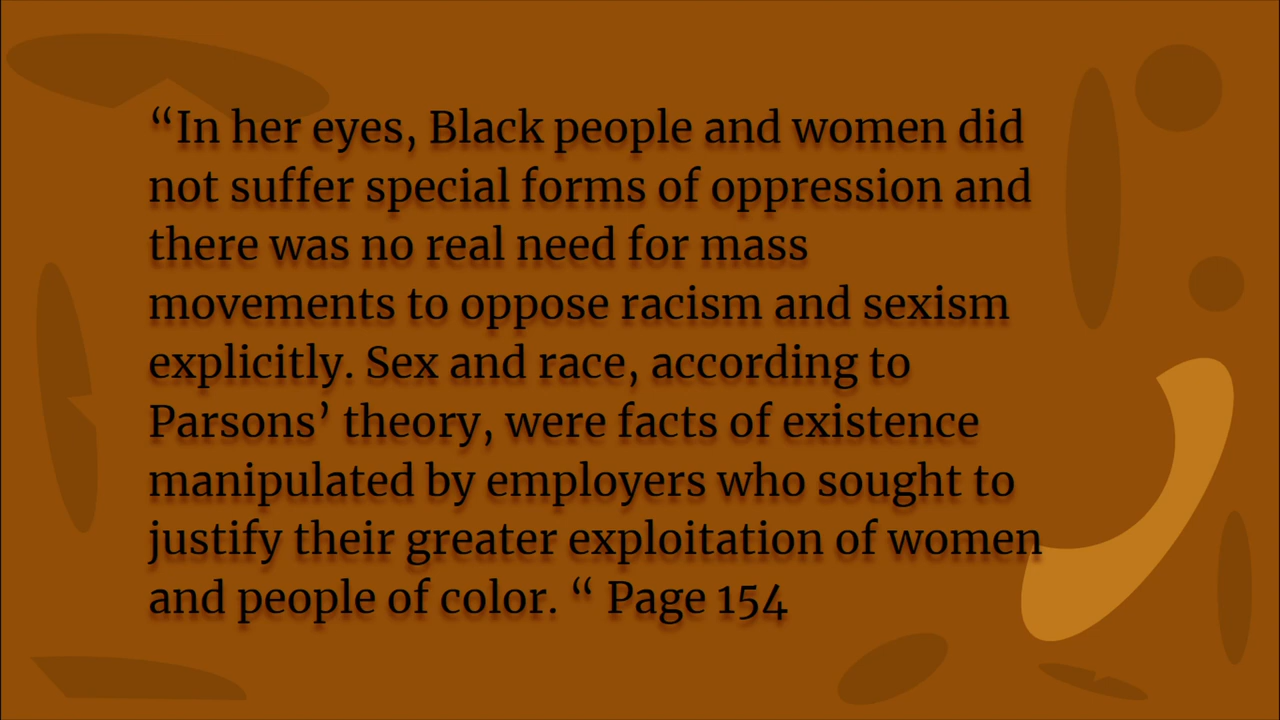 “In her eyes, Black people and women did
not suffer special forms of oppression and
there was no real need for mass
movements to oppose racism and sexism
explicitly. Sex and race, according to
Parsons’ theory, were facts of existence
manipulated by employers who sought to
justify their greater exploitation of women
and people of color. “ Page 154